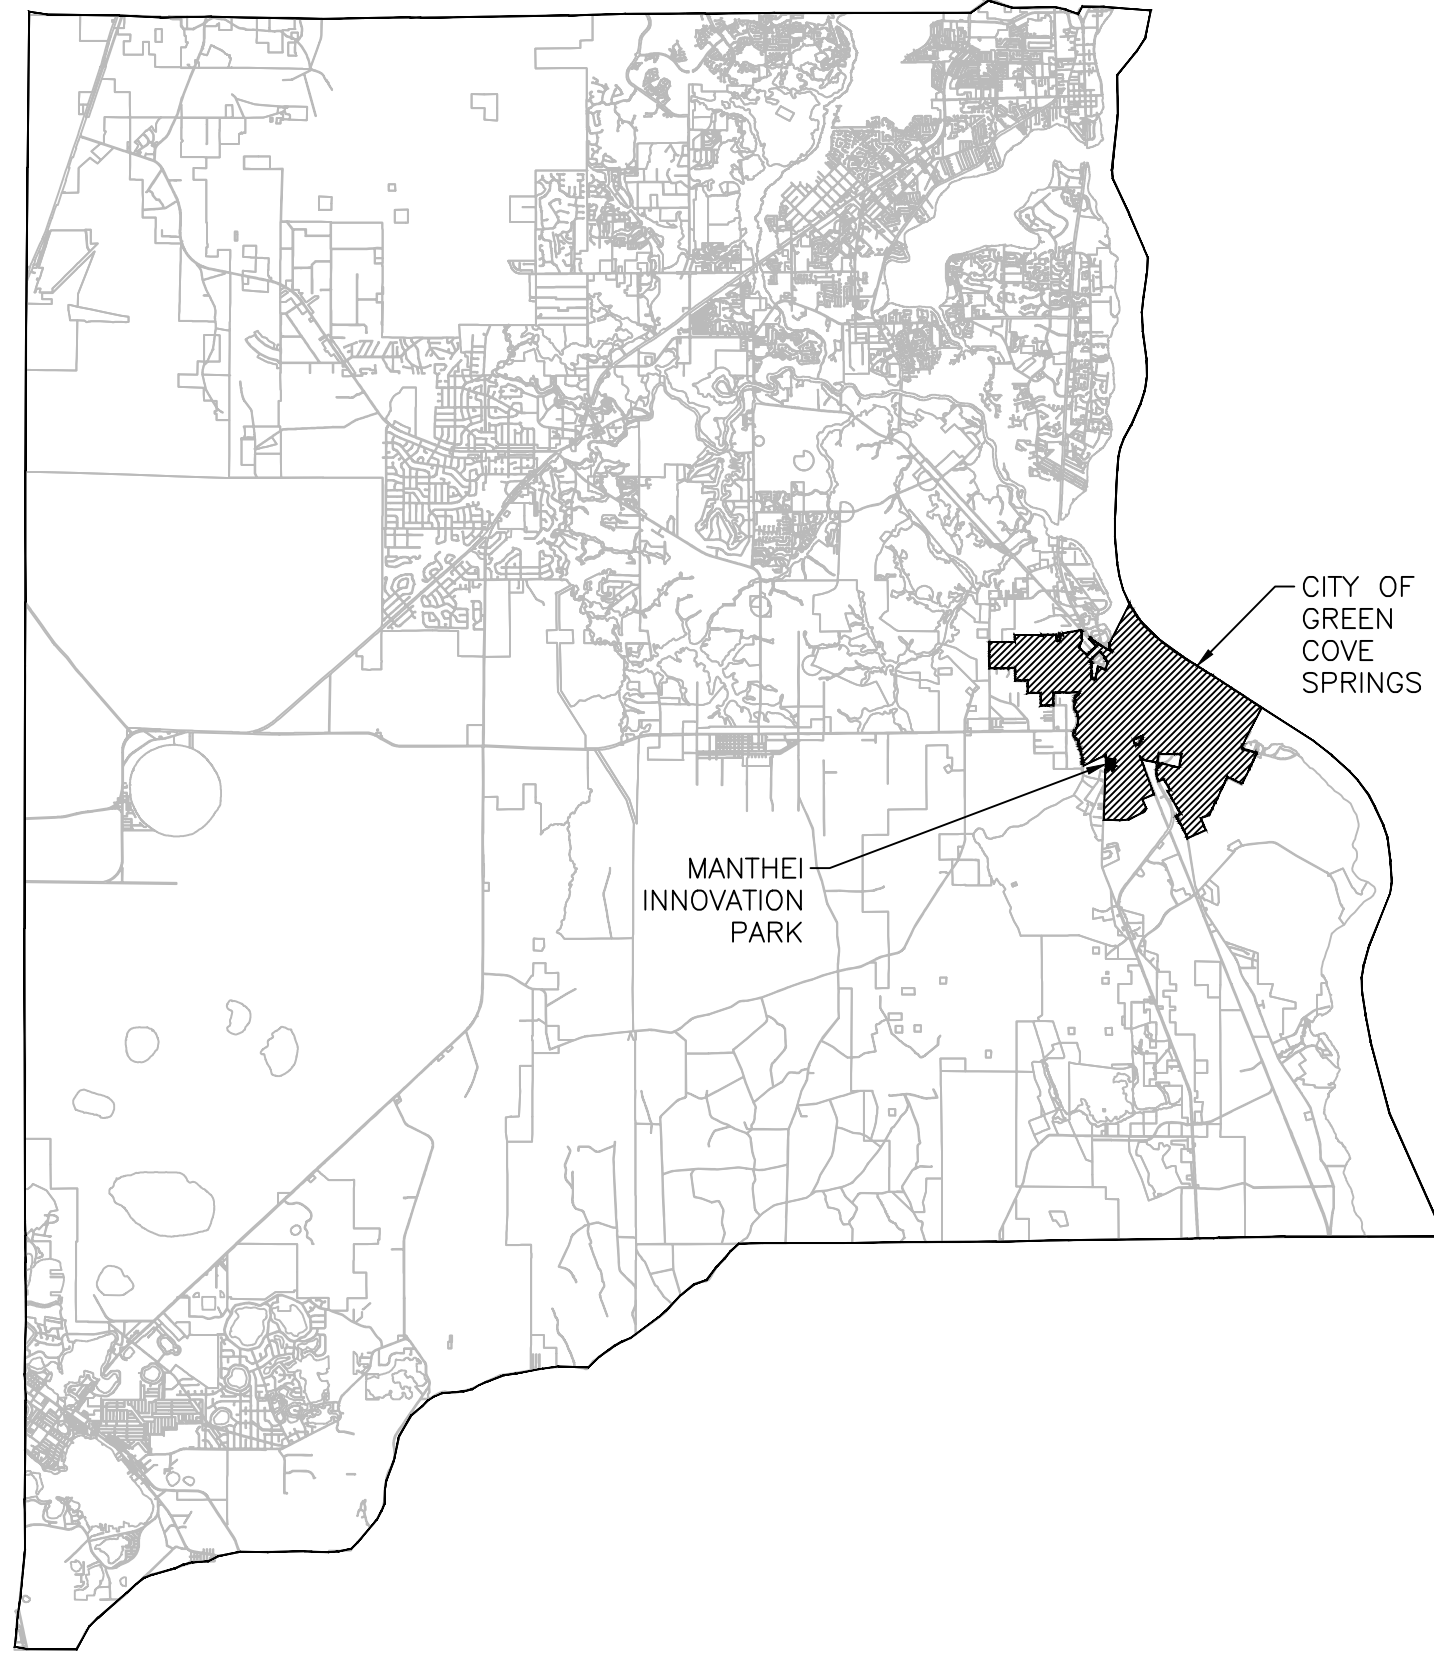 CITY OF
GREEN
COVE
SPRINGS
MANTHEI
INNOVATION
PARK